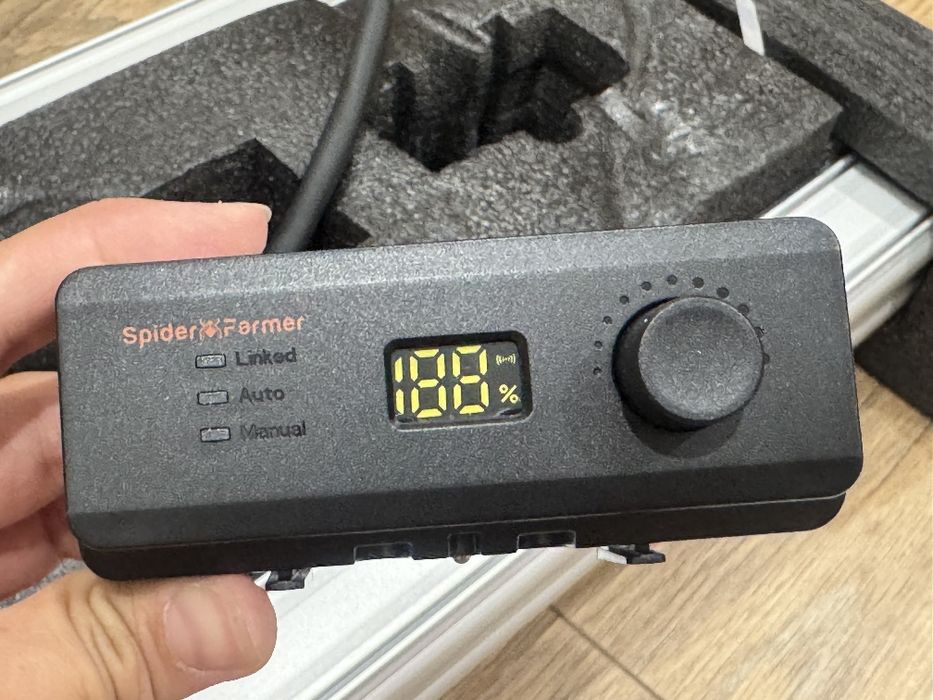 Spider Farmer
Linked
Auto
Manual
188 %